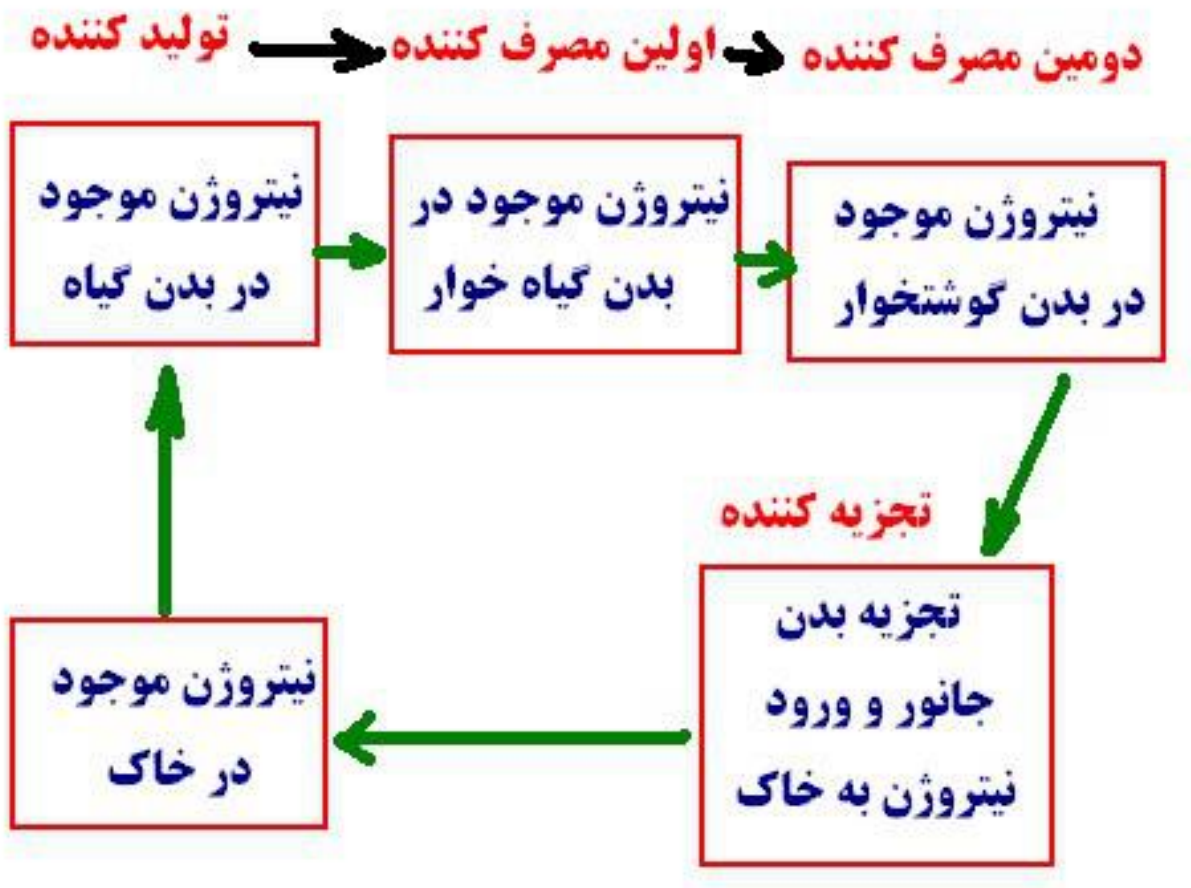 تولید کننده
اولین مصرف کننده
دومین مصرف کننده
نیتروژن موجود
در بدن گیاه
نیتروژن موجود در
بدن گیاه خوار
نیتروژن موجود
در بدن گوشتخوار
تجزیه کننده
تجزیه بدن
جانور و ورود
نیتروژن به خاک
نیتروژن موجود
در خاک